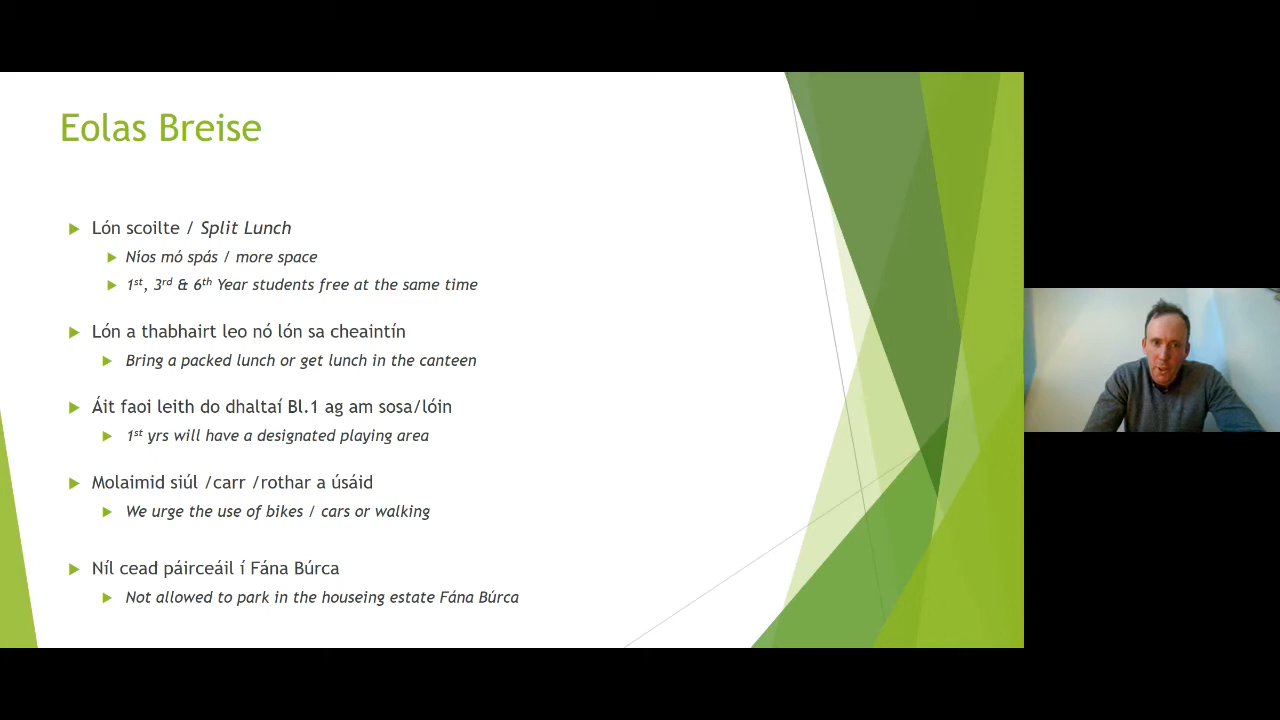 Eolas Breise
Lón scoilte / Split Lunch
Níos mó spás / more space
1st, 3rd & 6th Year students free at the same time
Lón a thabhairt leo nó lón sa cheaintín
Bring a packed lunch or get lunch in the canteen
Áit faoi leith do dhaltaí Bl.1 ag am sosa/lóin
1st yrs will have a designated playing area
Molaimid siúl /carr /rothar a úsáid
We urge the use of bikes / cars or walking
Níl cead páirceáil í Fána Búrca
Not allowed to park in the houseing estate Fána Búrca